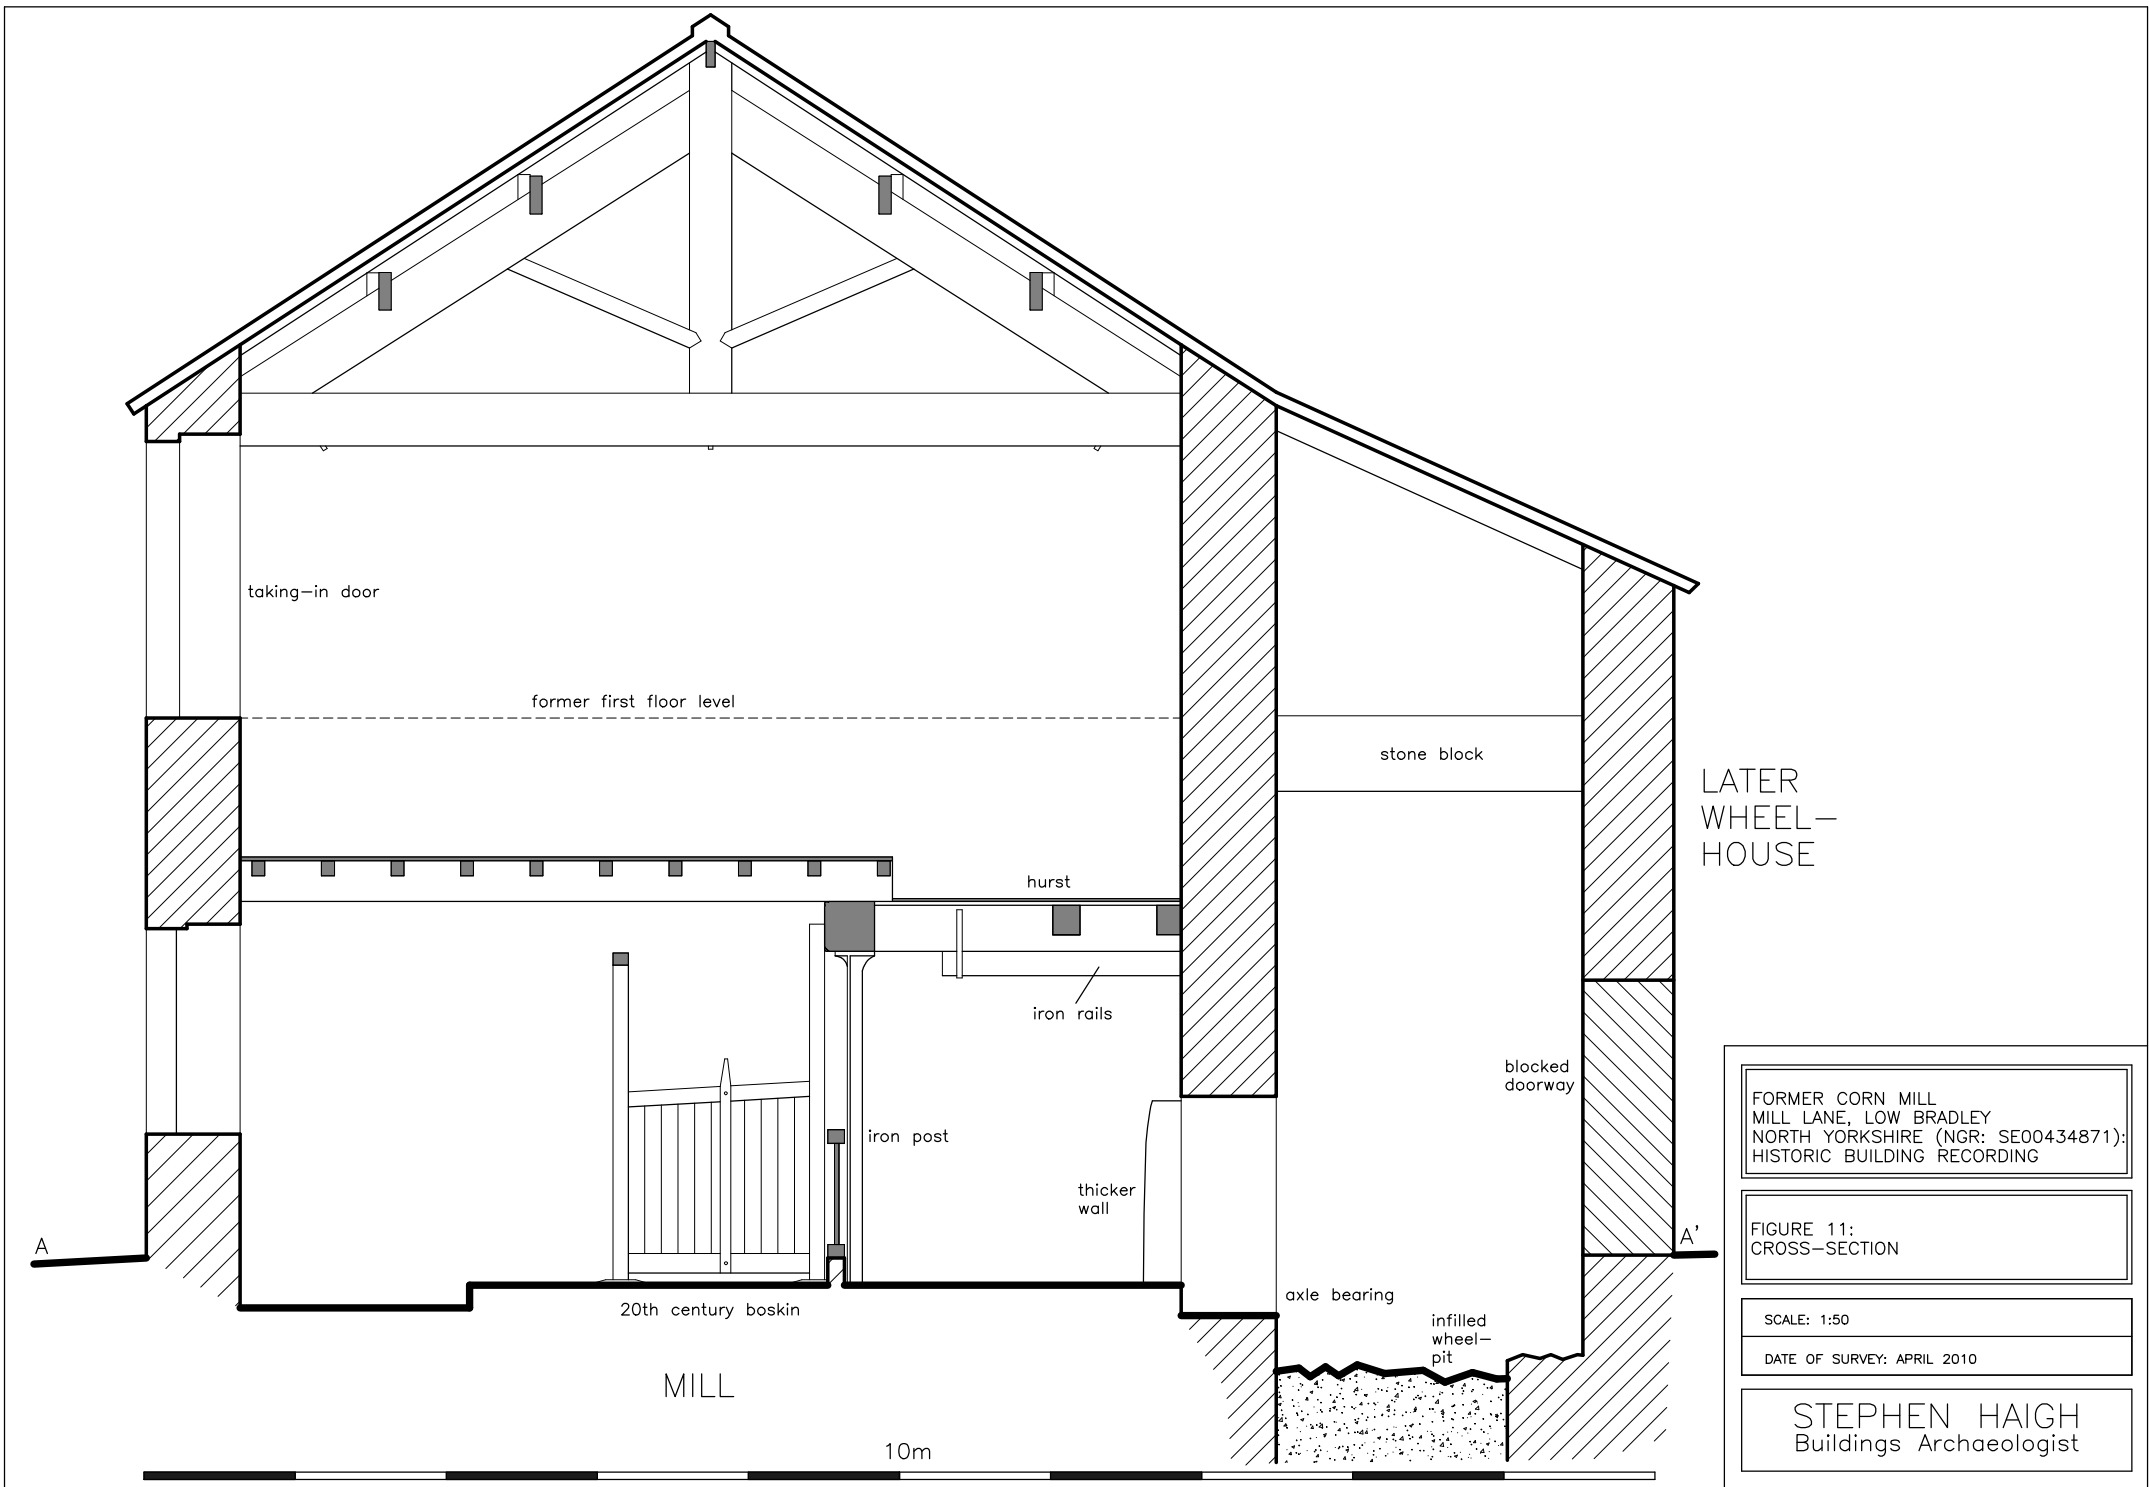 taking-in door
former first floor level
stone block
LATER
WHEEL-
HOUSE
hurst
iron rails
blocked
doorway
iron post
thicker
wall
A
A'
axle bearing
20th century boskin
infilled
wheel-
pit
MILL
10m
FORMER CORN MILL
MILL LANE, LOW BRADLEY
NORTH YORKSHIRE (NGR: SE00434871):
HISTORIC BUILDING RECORDING
FIGURE 11:
CROSS-SECTION
SCALE: 1:50
DATE OF SURVEY: APRIL 2010
STEPHEN HAIGH
Buildings Archaeologist